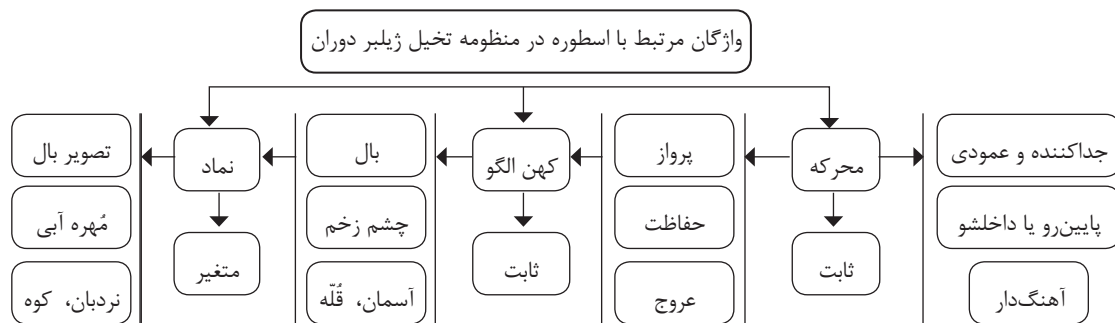 واژگان مرتبط با اسطوره در منظومه تخیل ژیلبر دوران
جداکننده و عمودی
محرکه
پرواز
کهن الگو
بال
نماد
تصویر بال
پایین‌رو یا داخلشو
حفاظت
چشم زخم
مُهره آبی
ثابت
ثابت
متغیر
آهنگ‌دار
عروج
آسمان، قُلّه
نردبان، کوه